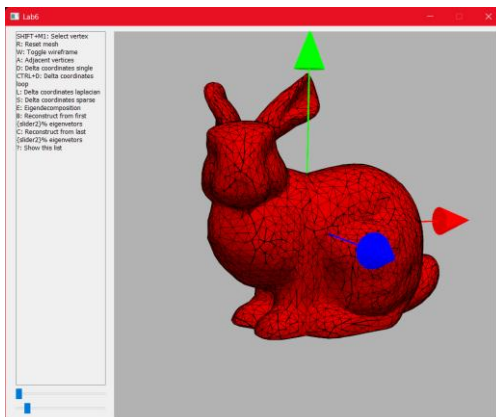 Lab6
SHIFT+M1: Select vertex
R: Reset mesh
W: Toggle wireframe
A: Adjacent vertices
D: Delta coordinates single
CTRL+D: Delta coordinates
loop
L: Delta coordinates laplacian
S: Delta coordinates sparse
E: Eigendecomposition
B: Reconstruct from first
{slider2}% eigenvetors
C: Reconstruct from last
{slider2}% eigenvetors
?: Show this list